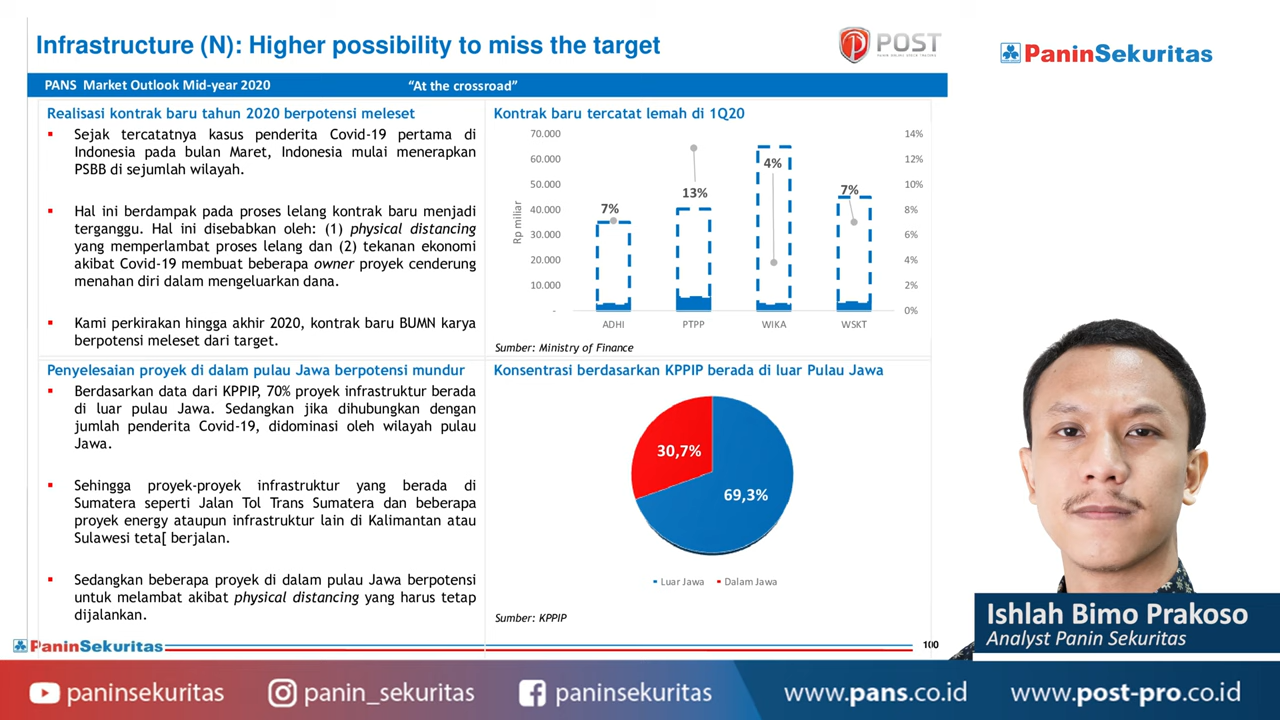 Infrastructure (N): Higher possibility to miss the target
POST
PaninSekuritas
PANS Market Outlook Mid-year 2020
“At the crossroad”
Realisasi kontrak baru tahun 2020 berpotensi meleset
Sejak tercatatnya kasus penderita Covid-19 pertama di
Indonesia pada bulan Maret, Indonesia mulai menerapkan
PSBB di sejumlah wilayah.
Hal ini berdampak pada proses lelang kontrak baru menjadi
terganggu. Hal ini disebabkan oleh: (1) physical distancing
yang memperlambat proses lelang dan (2) tekanan ekonomi
akibat Covid-19 membuat beberapa owner proyek cenderung
menahan diri dalam mengeluarkan dana.
Kami perkirakan hingga akhir 2020, kontrak baru BUMN karya
berpotensi meleset dari target.
Kontrak baru tercatat lemah di 1Q20
70.000
60.000
50.000
40.000
30.000
20.000
10.000
-
Rp miliar
14%
12%
10%
8%
6%
4%
2%
0%
7%
13%
4%
7%
ADHI
PTPP
WIKA
WSKT
Sumber: Ministry of Finance
Penyelesaian proyek di dalam pulau Jawa berpotensi mundur
Berdasarkan data dari KPPIP, 70% proyek infrastruktur berada
di luar pulau Jawa. Sedangkan jika dihubungkan dengan
jumlah penderita Covid-19, didominasi oleh wilayah pulau
Jawa.
Sehingga proyek-proyek infrastruktur yang berada di
Sumatera seperti Jalan Tol Trans Sumatera dan beberapa
proyek energy ataupun infrastruktur lain di Kalimantan atau
Sulawesi teta[ berjalan.
Sedangkan beberapa proyek di dalam pulau Jawa berpotensi
untuk melambat akibat physical distancing yang harus tetap
dijalankan.
Konsentrasi berdasarkan KPPIP berada di luar Pulau Jawa
30,7%
69,3%
Luar Jawa
Dalam Jawa
Sumber: KPPIP
PaninSekuritas
100
Ishlah Bimo Prakoso
Analyst Panin Sekuritas
paninsekuritas
panin_sekuritas
paninsekuritas
www.pans.co.id
www.post-pro.co.id